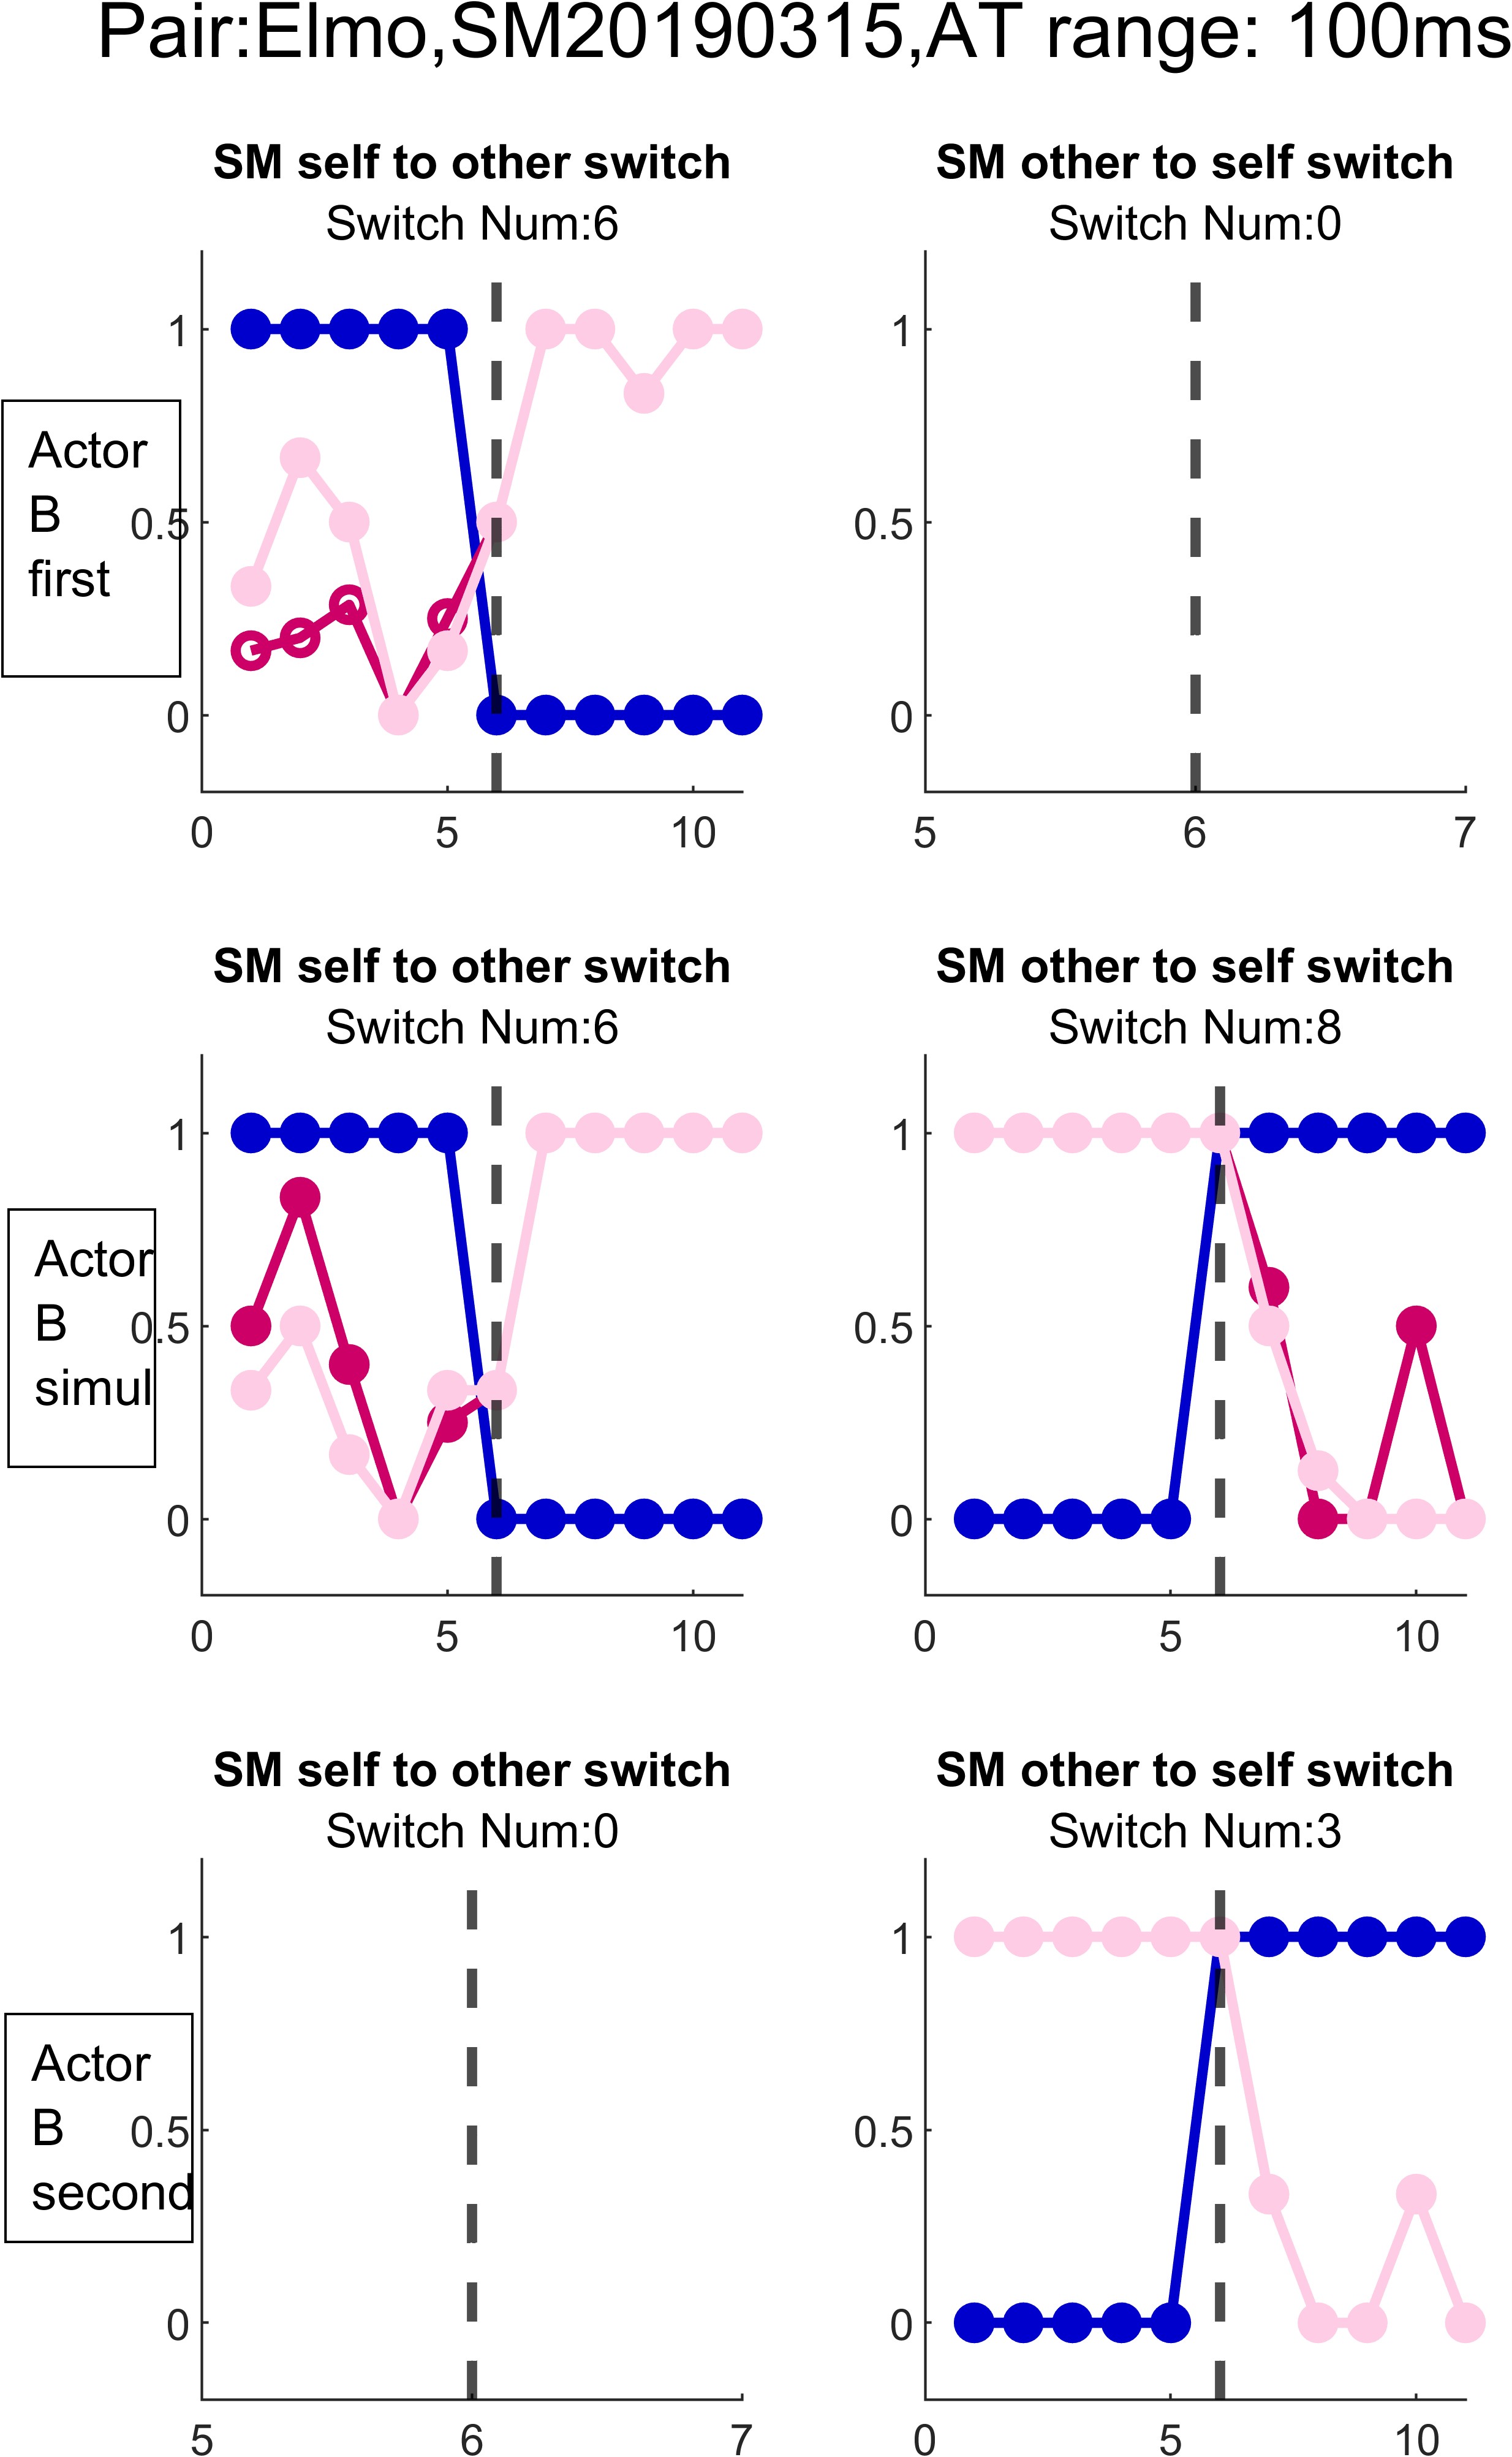 Pair:Elmo,SM20190315,AT range: 100ms
SM self to other switch
Switch Num:6
1
0.5
0
0 5 10
Actor
B
first
SM other to self switch
Switch Num:0
1
0.5
0
5 6 7
SM self to other switch
Switch Num:6
1
0.5
0
0 5 10
Actor
B
simul
SM other to self switch
Switch Num:8
1
0.5
0
0 5 10
SM self to other switch
Switch Num:0
1
0.5
0
5 6 7
Actor
B
second
SM other to self switch
Switch Num:3
1
0.5
0
0 5 10